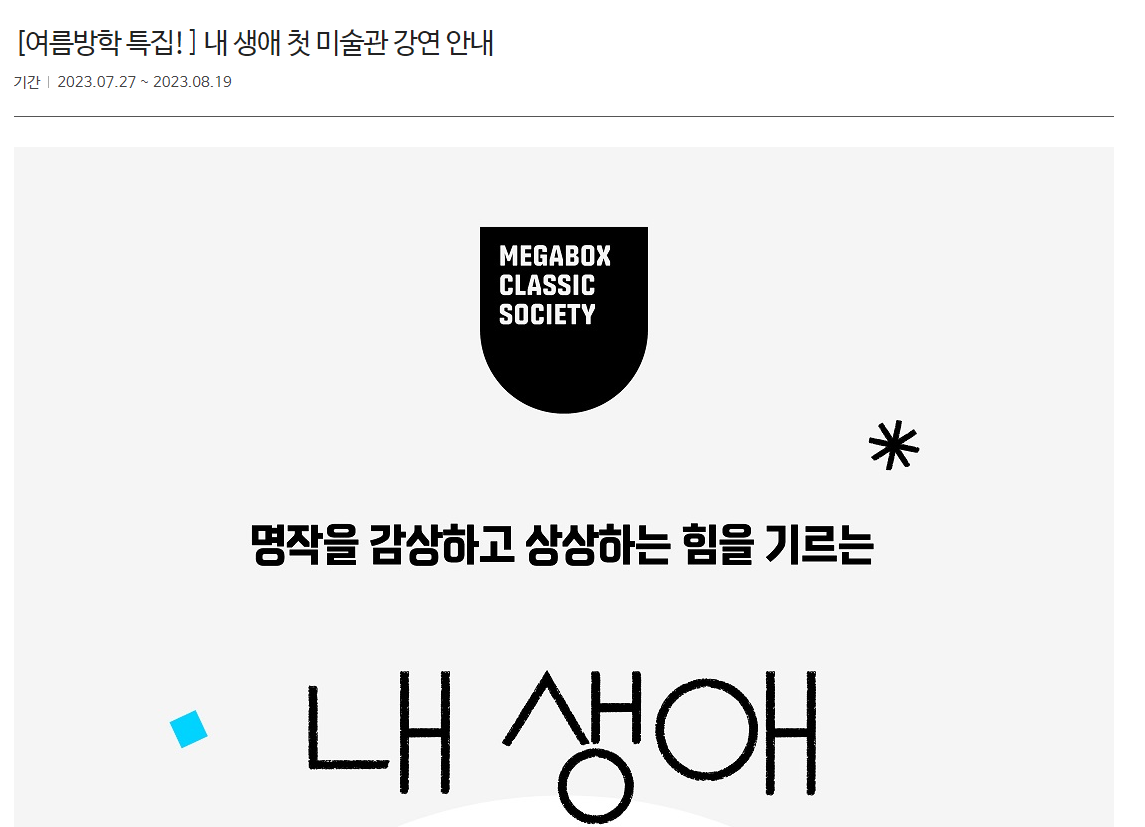 [여름방학 특집! ] 내 생애 첫 미술관 강연 안내
기간 | 2023.07.27 ~ 2023.08.19
MEGABOX
CLASSIC
SOCIETY
명작을 감상하고 상상하는 힘을 기르는
내 생애